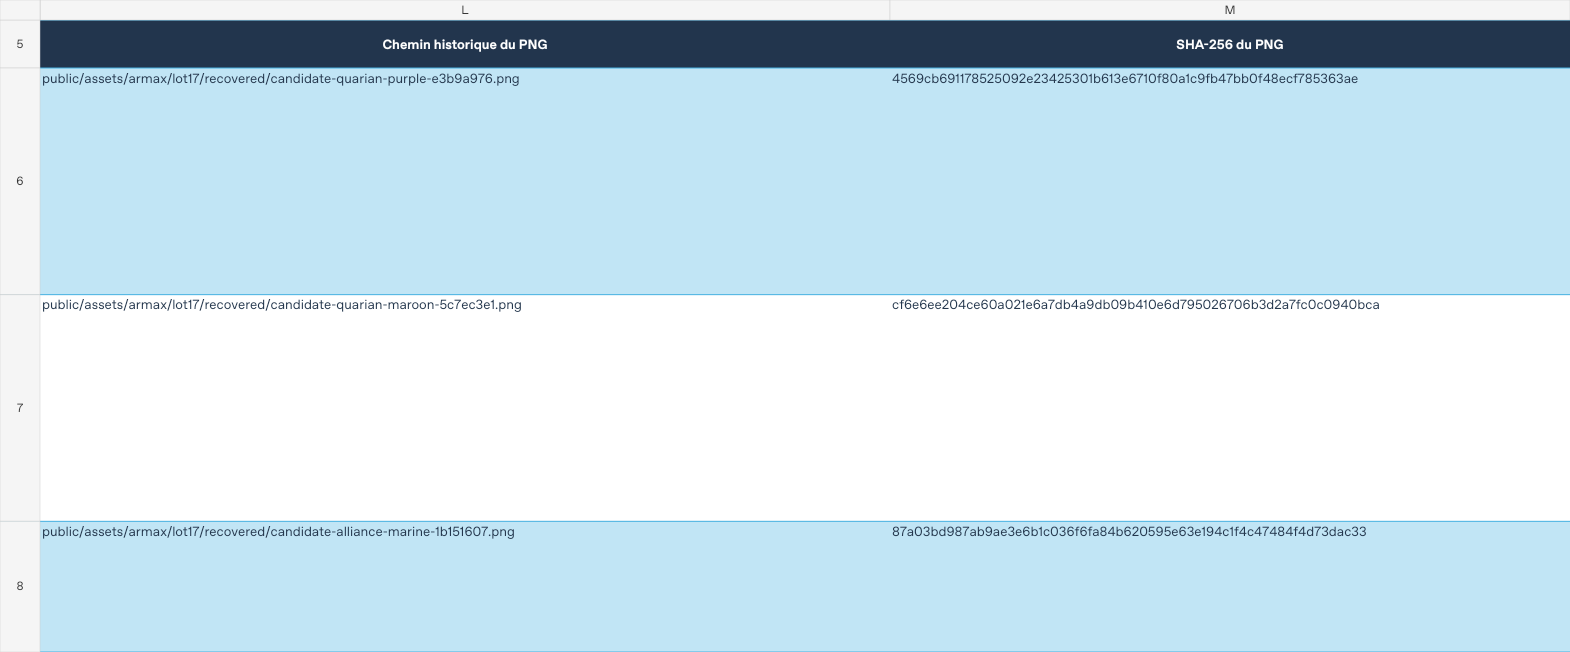 L M
5 Chemin historique du PNG SHA-256 du PNG
6 public/assets/armax/lot17/recovered/candidate-quarian-purple-e3b9a976.png 4569cb691178525092e23425301b613e6710f80a1c9fb47bb0f48ecf785363ae
7 public/assets/armax/lot17/recovered/candidate-quarian-maroon-5c7ec3e1.png cf6e6ee204ce60a021e6a7db4a9db09b410e6d795026706b3d2a7fc0c0940bca
8 public/assets/armax/lot17/recovered/candidate-alliance-marine-1b151607.png 87a03bd987ab9ae3e6b1c036f6fa84b620595e63e194c1f4c47484f4d73dac33